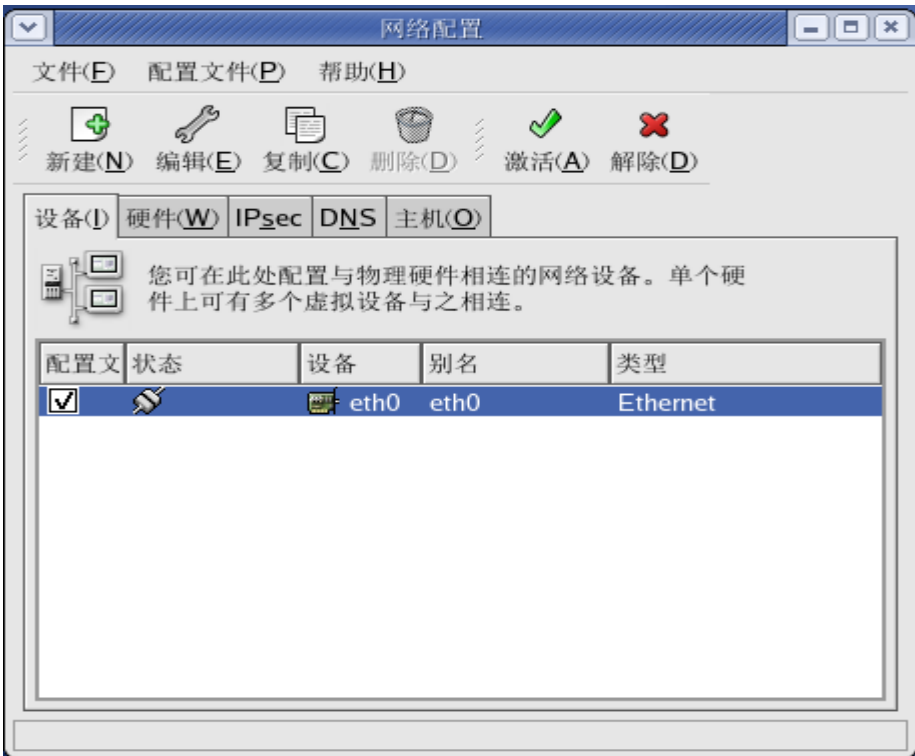 网络配置
文件(F) 配置文件(P) 帮助(H)
新建(N) 编辑(E) 复制(C) 删除(D) 激活(A) 解除(D)
设备(I) 硬件(W) IPsec DNS 主机(O)
您可在此处配置与物理硬件相连的网络设备。单个硬
件上可有多个虚拟设备与之相连。
配置文 状态 设备 别名 类型
eth0 eth0 Ethernet